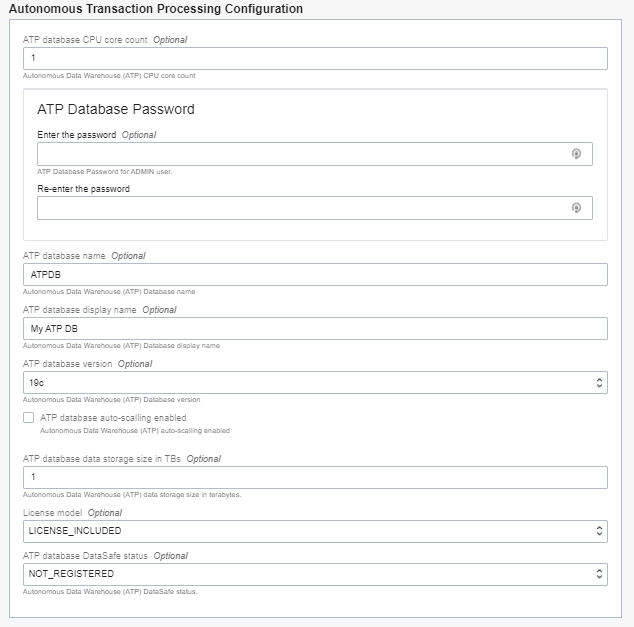 Autonomous Transaction Processing Configuration
ATP database CPU core count Optional
1
Autonomous Data Warehouse (ATP) CPU core count
ATP Database Password
Enter the password Optional
ATP Database Password for ADMIN user.
Re-enter the password
ATP database name Optional
ATPDB
Autonomous Data Warehouse (ATP) Database name
ATP database display name Optional
My ATP DB
Autonomous Data Warehouse (ATP) Database display name
ATP database version Optional
19c
Autonomous Data Warehouse (ATP) Database version
ATP database auto-scalling enabled
Autonomous Data Warehouse (ATP) auto-scalling enabled
ATP database data storage size in TBs Optional
1
Autonomous Data Warehouse (ATP) data storage size in terabytes.
License model Optional
LICENSE_INCLUDED
ATP database DataSafe status Optional
NOT_REGISTERED
Autonomous Data Warehouse (ATP) DataSafe status.